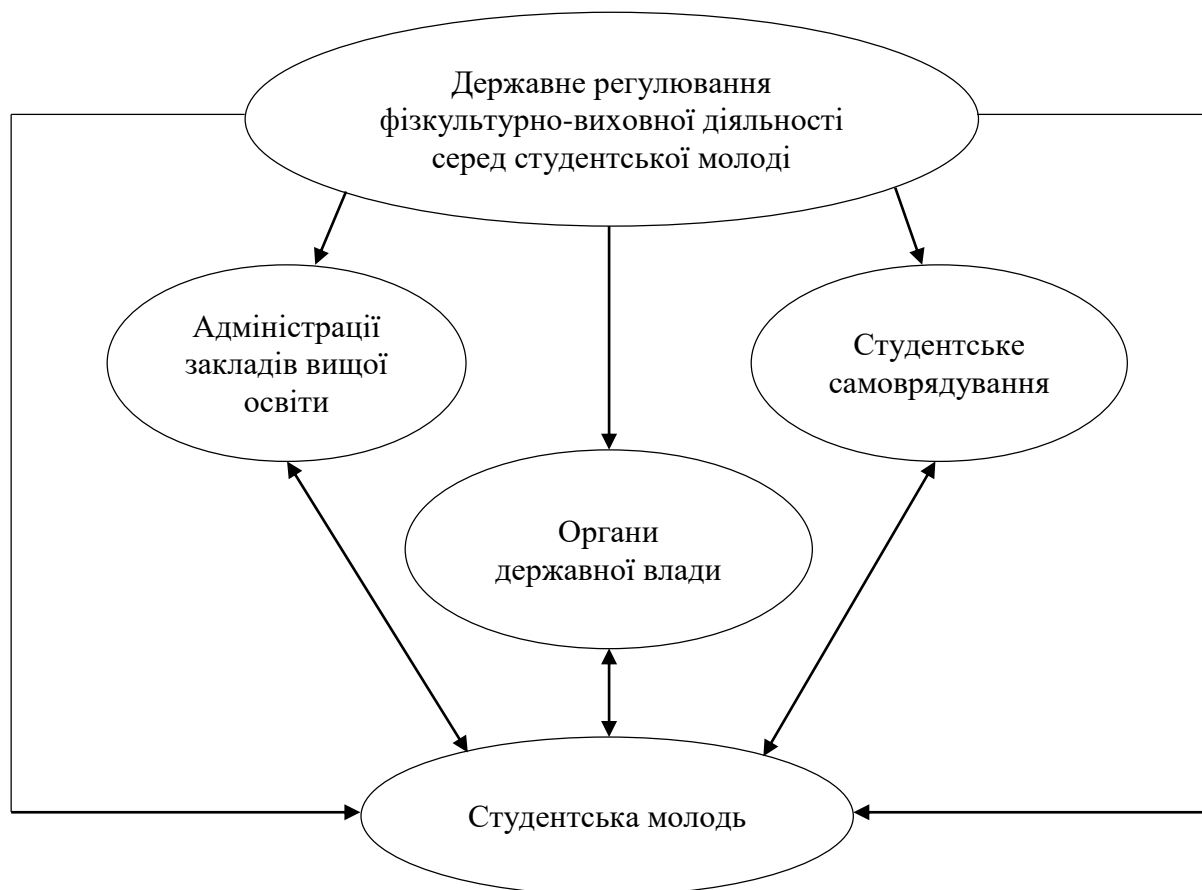 Державне регулювання
фізкультурно-виховної діяльності
серед студентської молоді
Адміністрації
закладів вищої
освіти
Студентське
самоврядування
Органи
державної влади
Студентська молодь